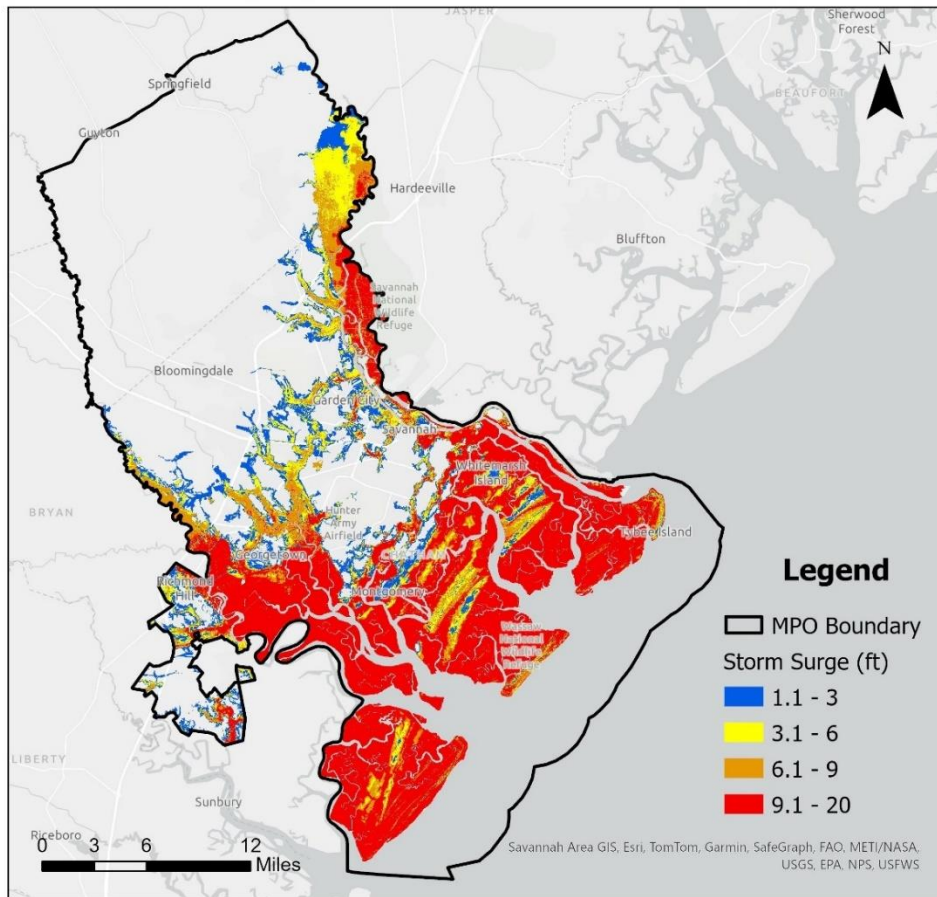 JASPER
Sherwood
Forest
N
BEAUFORT
Springfield
Guyton
Hardeeville
Bluffton
Savannah
National
Wildlife
Refuge
Bloomingdale
Garden City
Savannah
Whitemarsh
Island
BRYAN
Hunter
Army
Airfield
Tybee Island
Georgetown
CHATHAM
Richmond
Hill
Montgomery
Wassaw
National
Wildlife
Refuge
Legend
MPO Boundary
Storm Surge (ft)
1.1 - 3
3.1 - 6
6.1 - 9
9.1 - 20
LIBERTY
Sunbury
Riceboro
0 3 6 12
Miles
Savannah Area GIS, Esri, TomTom, Garmin, SafeGraph, FAO, METI/NASA,
USGS, EPA, NPS, USFWS